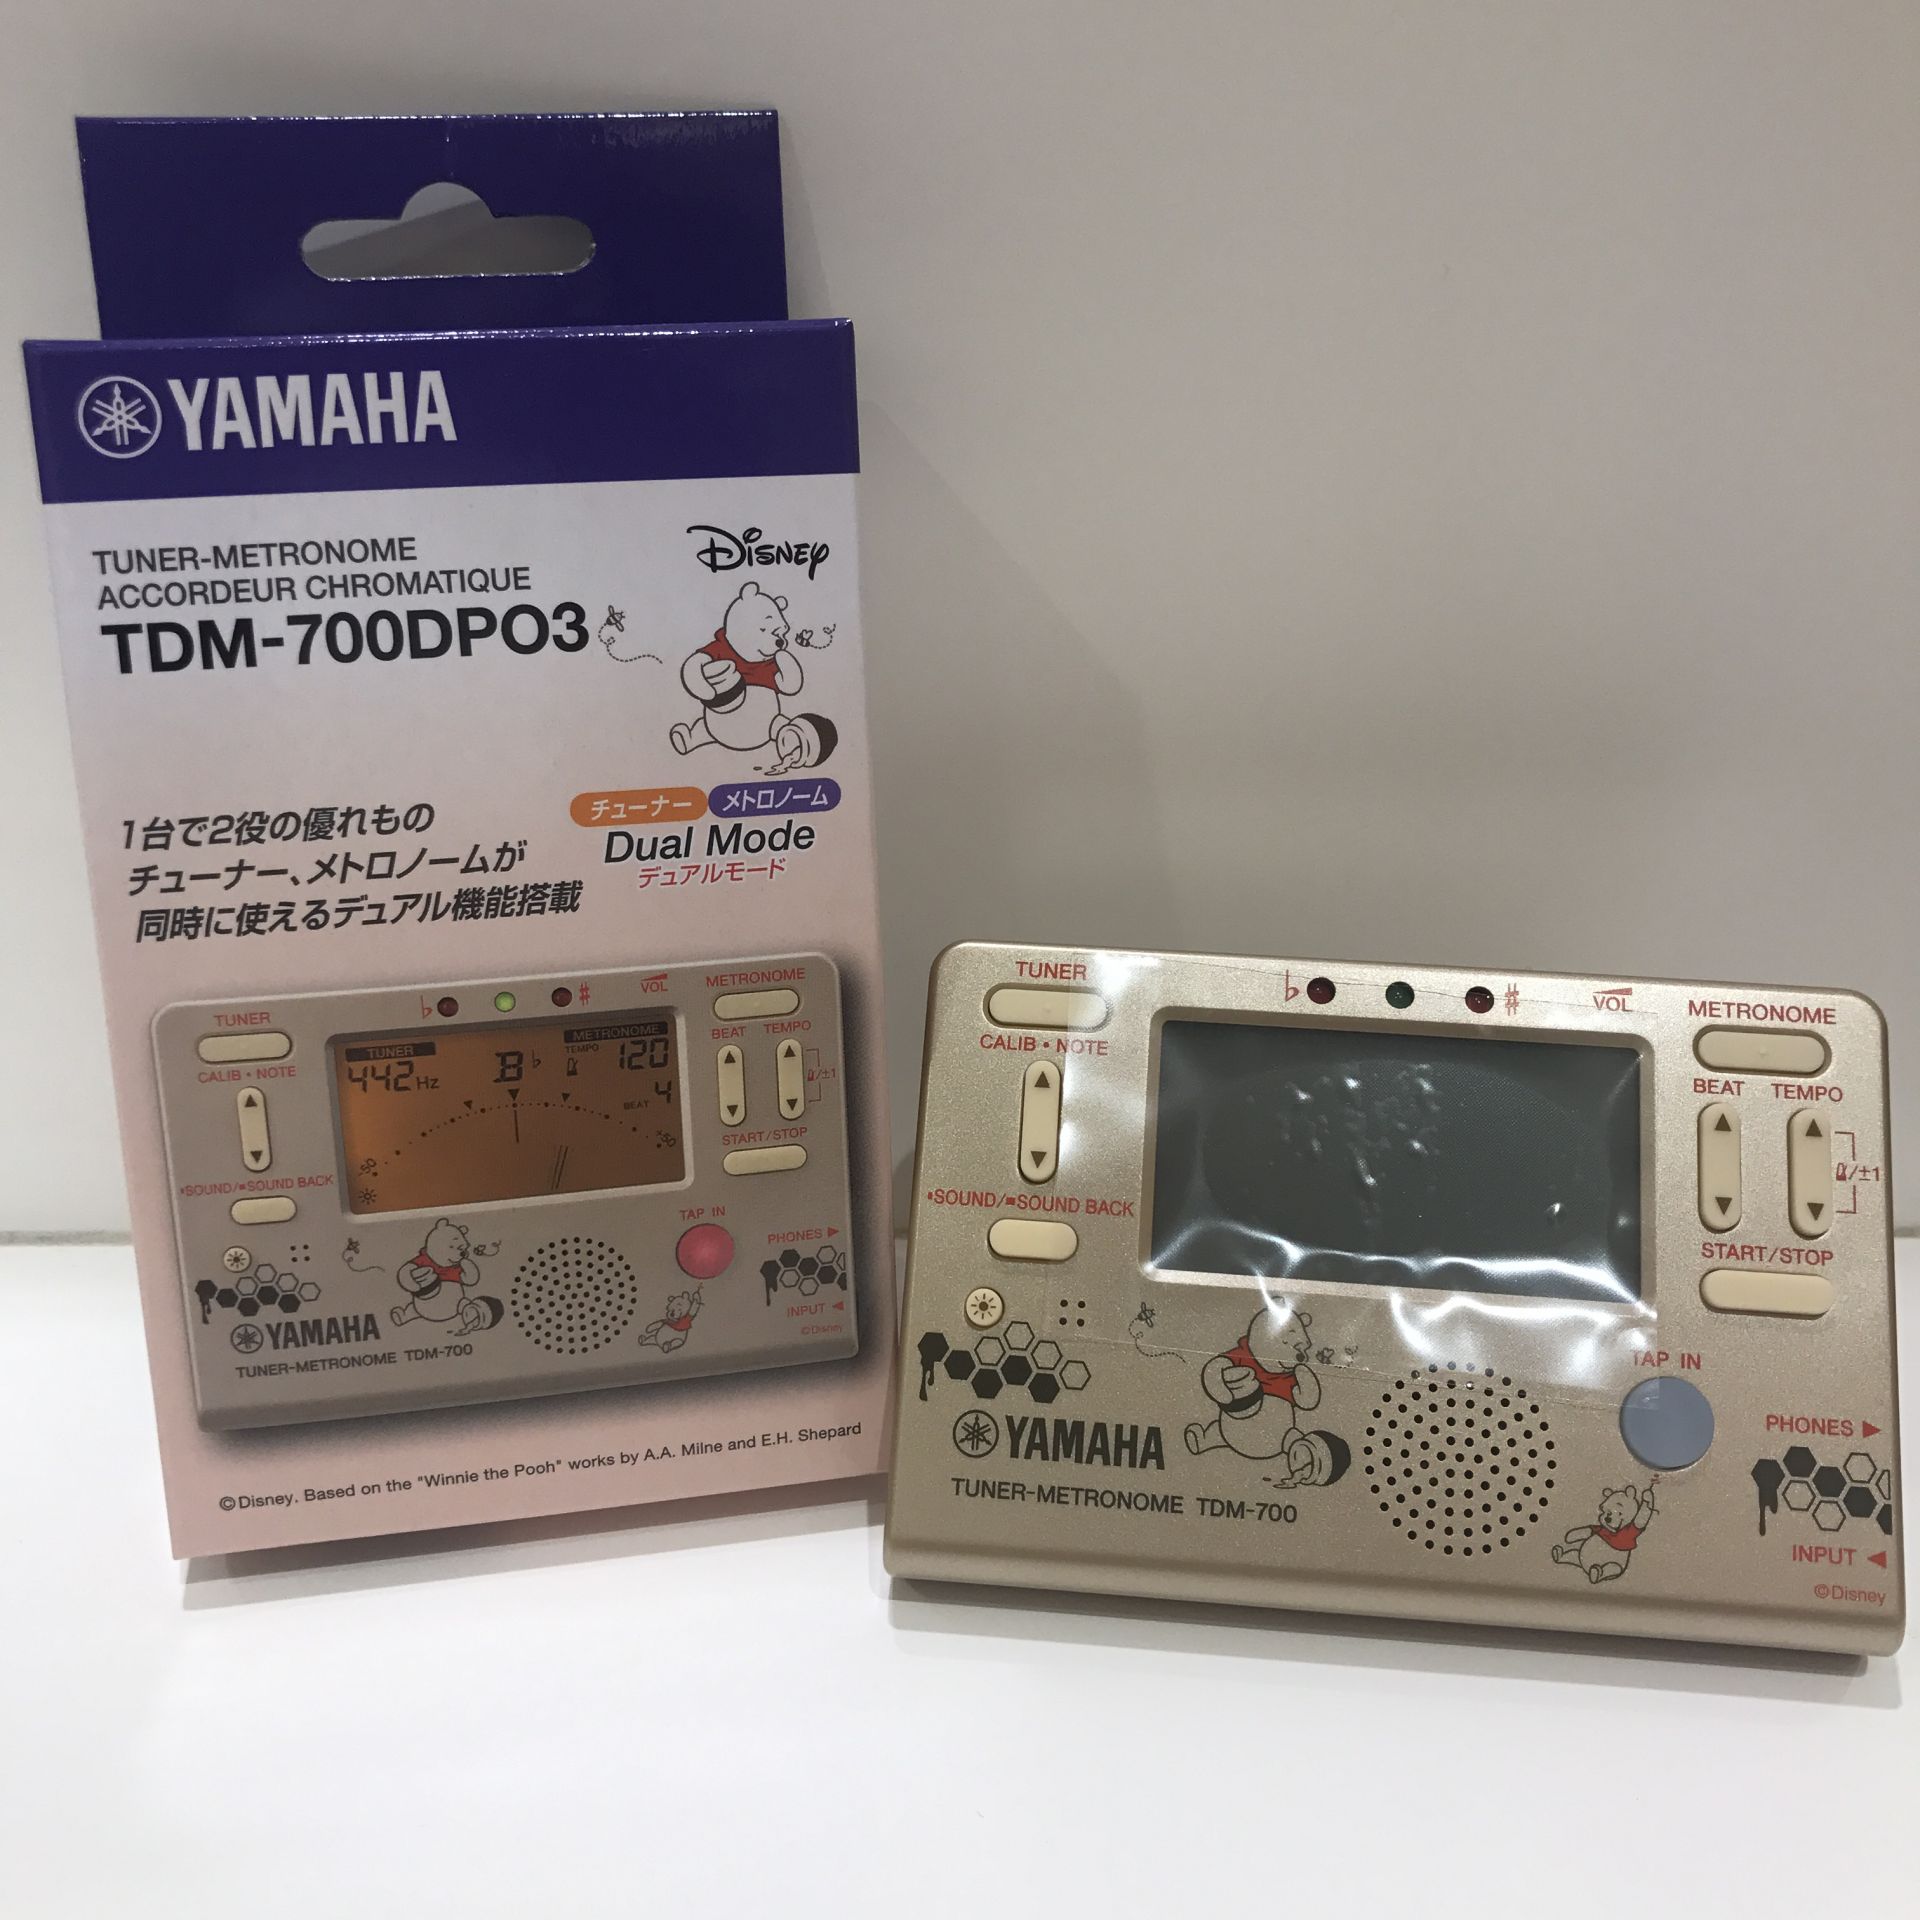 YAMAHA
TUNER-METRONOME
ACCORDEUR CHROMATIQUE
TDM-700DPO3
Disney
1台で2役の優れもの
チューナー、メトロノームが
同時に使えるデュアル機能搭載
チューナー メトロノーム
Dual Mode
デュアルモード
TUNER
CALIB・NOTE
▪SOUND/▪SOUND BACK
♭ ♯
VOL
METRONOME
BEAT TEMPO
/±1
START/STOP
TUNER
442Hz
B♭
METRONOME
TEMPO
120
BEAT 4
-50
+50
TAP IN
PHONES ▶
INPUT ◀
©Disney
YAMAHA
TUNER-METRONOME TDM-700
©Disney. Based on the "Winnie the Pooh" works by A.A. Milne and E.H. Shepard
TUNER
CALIB・NOTE
▪SOUND/▪SOUND BACK
♭ ♯
VOL
METRONOME
BEAT TEMPO
/±1
START/STOP
TAP IN
PHONES ▶
INPUT ◀
©Disney
YAMAHA
TUNER-METRONOME TDM-700